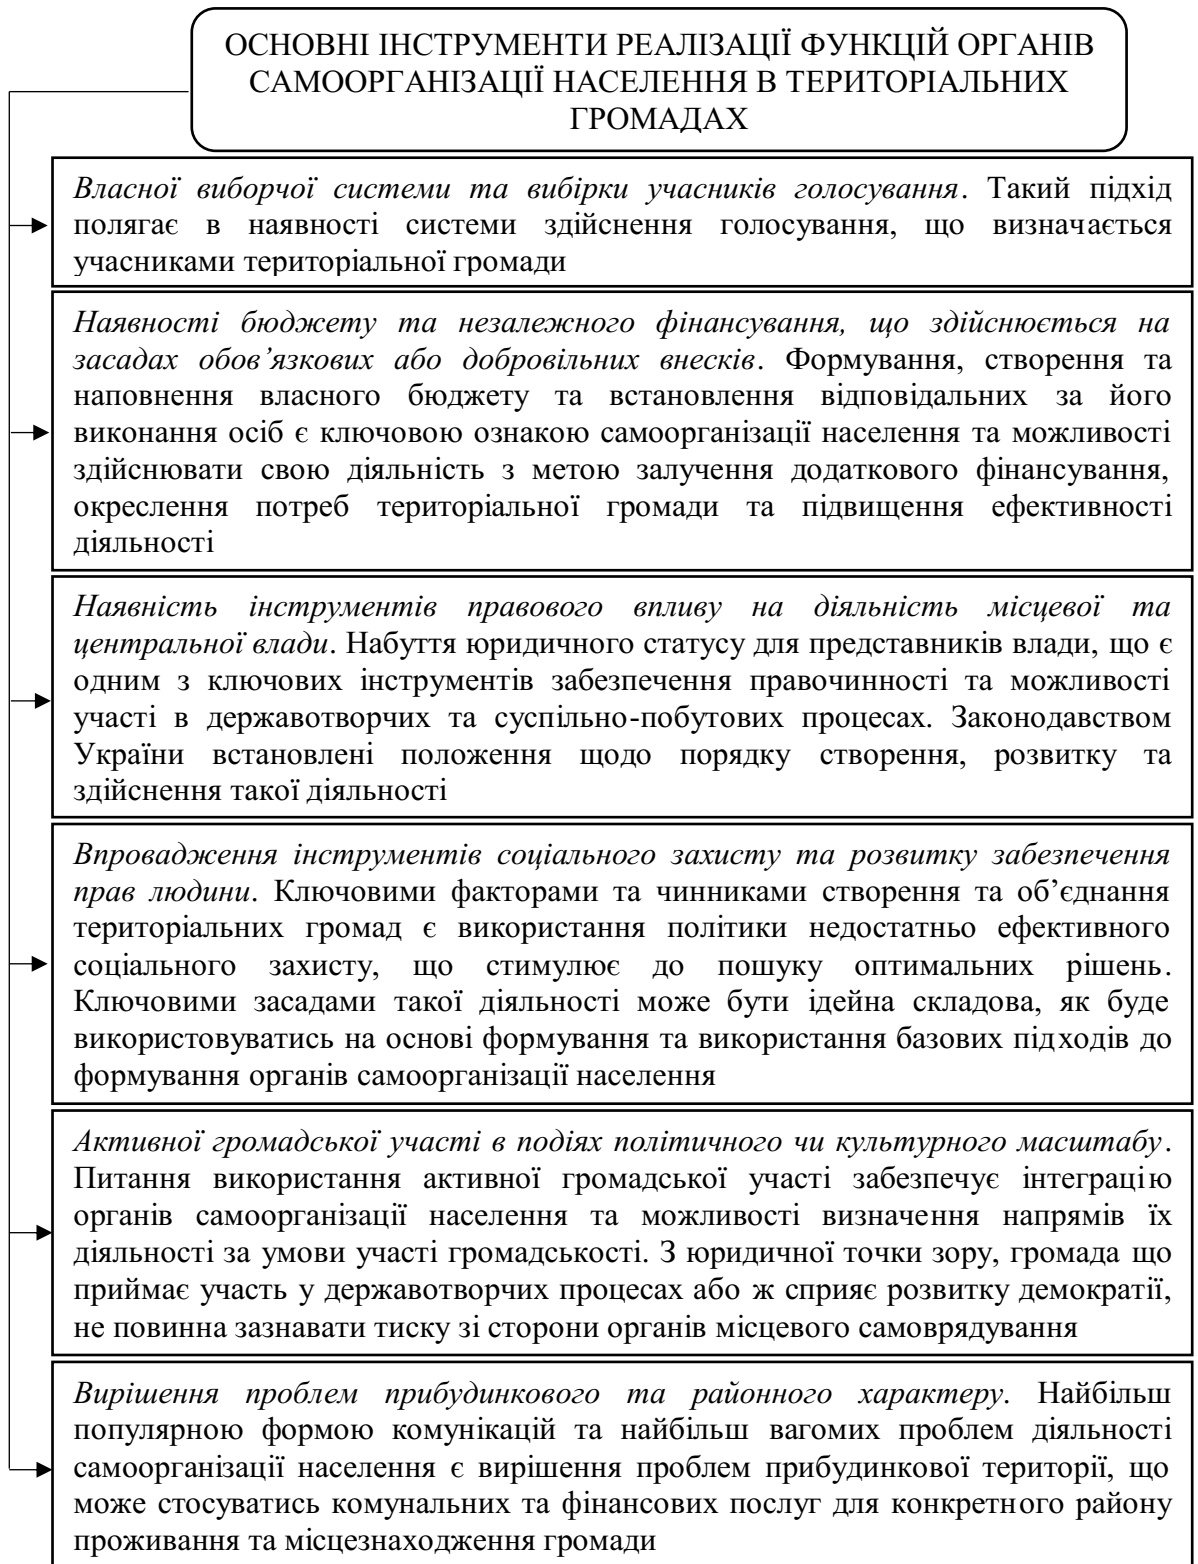 ОСНОВНІ ІНСТРУМЕНТИ РЕАЛІЗАЦІЇ ФУНКЦІЙ ОРГАНІВ
САМООРГАНІЗАЦІЇ НАСЕЛЕННЯ В ТЕРИТОРІАЛЬНИХ
ГРОМАДАХ
Власної виборчої системи та вибірки учасників голосування. Такий підхід
полягає в наявності системи здійснення голосування, що визначається
учасниками територіальної громади
Наявності бюджету та незалежного фінансування, що здійснюється на
засадах обов’язкових або добровільних внесків. Формування, створення та
наповнення власного бюджету та встановлення відповідальних за його
виконання осіб є ключовою ознакою самоорганізації населення та можливості
здійснювати свою діяльність з метою залучення додаткового фінансування,
окреслення потреб територіальної громади та підвищення ефективності
діяльності
Наявність інструментів правового впливу на діяльність місцевої та
центральної влади. Набуття юридичного статусу для представників влади, що є
одним з ключових інструментів забезпечення правочинності та можливості
участі в державотворчих та суспільно-побутових процесах. Законодавством
України встановлені положення щодо порядку створення, розвитку та
здійснення такої діяльності
Впровадження інструментів соціального захисту та розвитку забезпечення
прав людини. Ключовими факторами та чинниками створення та об’єднання
територіальних громад є використання політики недостатньо ефективного
соціального захисту, що стимулює до пошуку оптимальних рішень.
Ключовими засадами такої діяльності може бути ідейна складова, як буде
використовуватись на основі формування та використання базових підходів до
формування органів самоорганізації населення
Активної громадської участі в подіях політичного чи культурного масштабу.
Питання використання активної громадської участі забезпечує інтеграцію
органів самоорганізації населення та можливості визначення напрямів їх
діяльності за умови участі громадськості. З юридичної точки зору, громада що
приймає участь у державотворчих процесах або ж сприяє розвитку демократії,
не повинна зазнавати тиску зі сторони органів місцевого самоврядування
Вирішення проблем прибудинкового та районного характеру. Найбільш
популярною формою комунікацій та найбільш вагомих проблем діяльності
самоорганізації населення є вирішення проблем прибудинкової території, що
може стосуватись комунальних та фінансових послуг для конкретного району
проживання та місцезнаходження громади